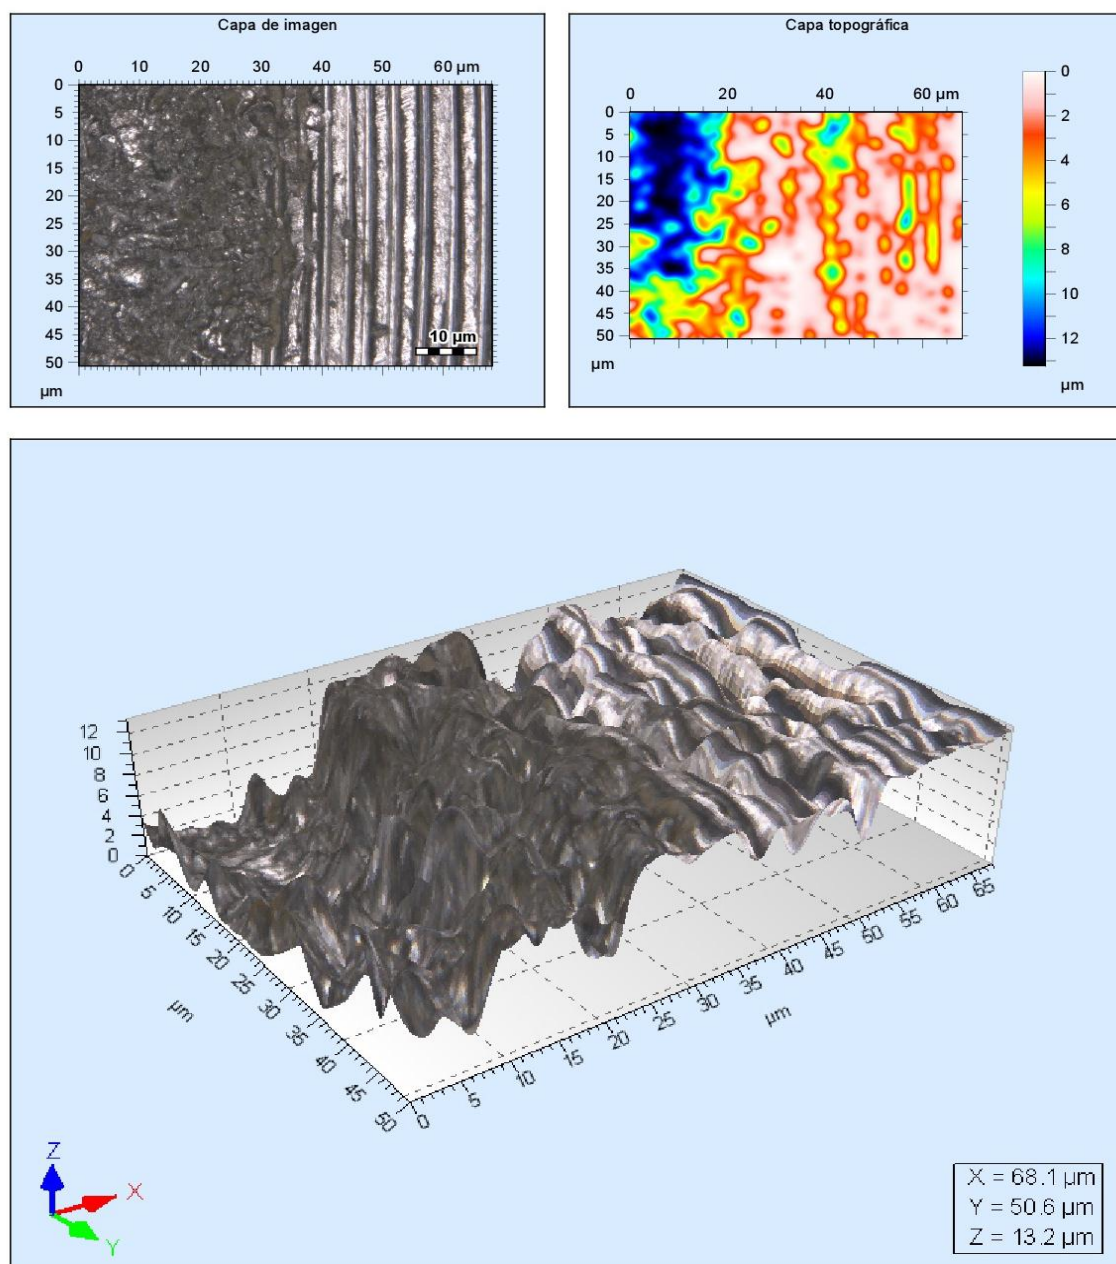 Capa de imagen
0 10 20 30 40 50 60 µm
0
5
10
15
20
25
30
35
40
45
50
µm
10 µm
Capa topográfica
0 20 40 60 µm
0
5
10
15
20
25
30
35
40
45
50
µm
0
2
4
6
8
10
12
µm
12
10
8
6
4
2
0
0 5 10 15 20 25 30 35 40 45 50
µm
0 5 10 15 20 25 30 35 40 45 50 55 60 65
µm
Z
X
Y
X = 68.1 µm
Y = 50.6 µm
Z = 13.2 µm